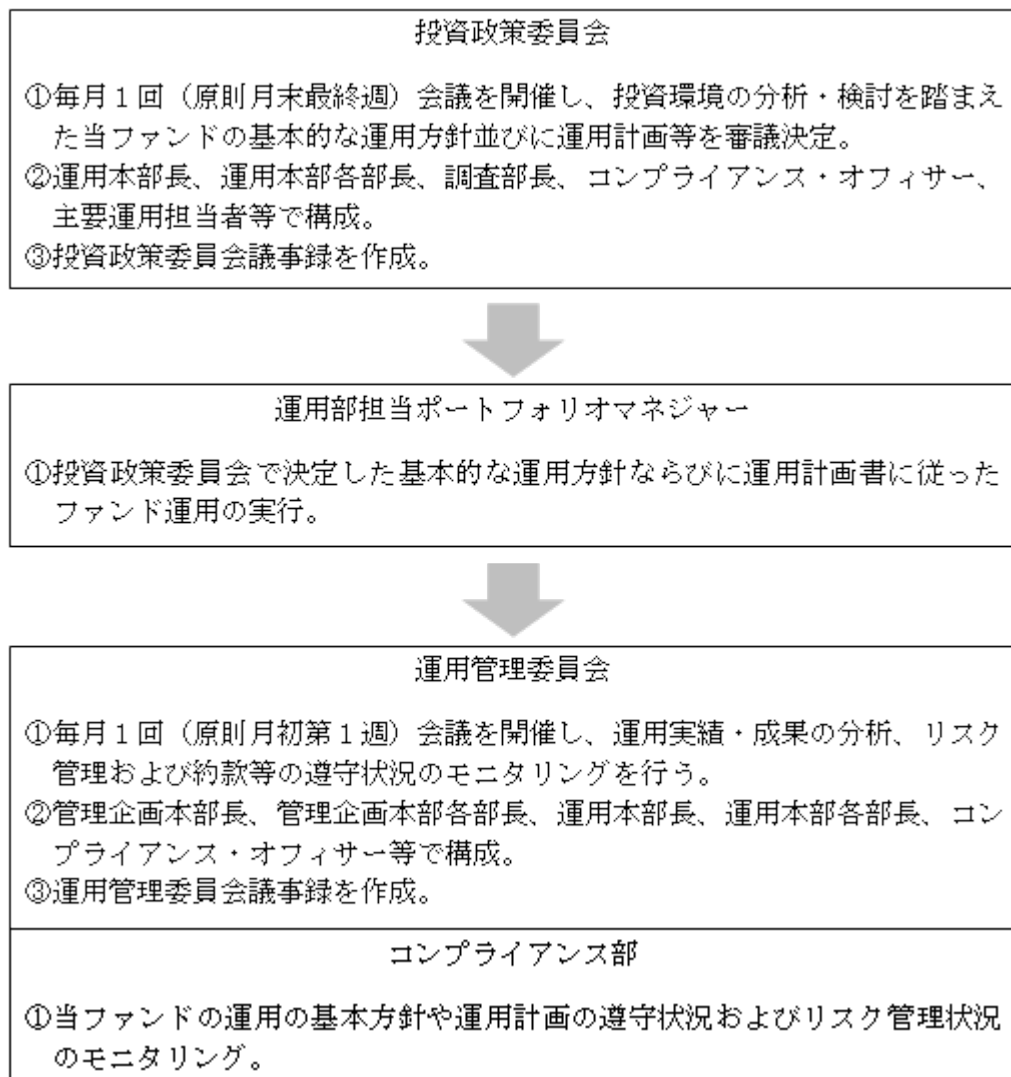 投資政策委員会
①毎月１回（原則月末最終週）会議を開催し、投資環境の分析・検討を踏まえ
た当ファンドの基本的な運用方針並びに運用計画等を審議決定。
②運用本部長、運用本部各部長、調査部長、コンプライアンス・オフィサー、
主要運用担当者等で構成。
③投資政策委員会議事録を作成。
運用部担当ポートフォリオマネジャー
①投資政策委員会で決定した基本的な運用方針ならびに運用計画書に従った
ファンド運用の実行。
運用管理委員会
①毎月１回（原則月初第１週）会議を開催し、運用実績・成果の分析、リスク
管理および約款等の遵守状況のモニタリングを行う。
②管理企画本部長、管理企画本部各部長、運用本部長、運用本部各部長、コン
プライアンス・オフィサー等で構成。
③運用管理委員会議事録を作成。
コンプライアンス部
①当ファンドの運用の基本方針や運用計画の遵守状況およびリスク管理状況
のモニタリング。